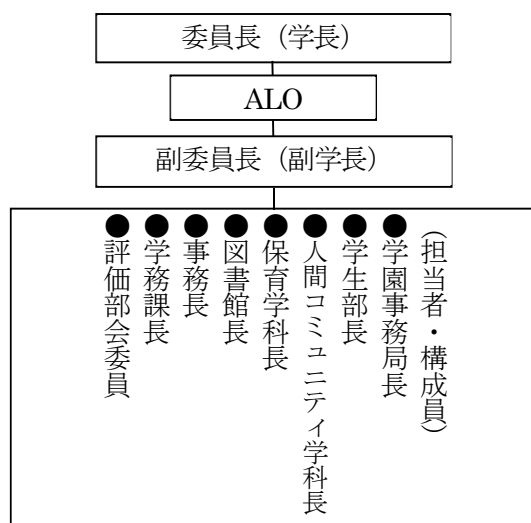 委員長（学長）
ALO
副委員長（副学長）
（担当者・構成員）
●学園事務局長
●学生部長
●人間コミュニティ学科長
●保育学科長
●図書館長
●事務長
●学務課長
●評価部会委員